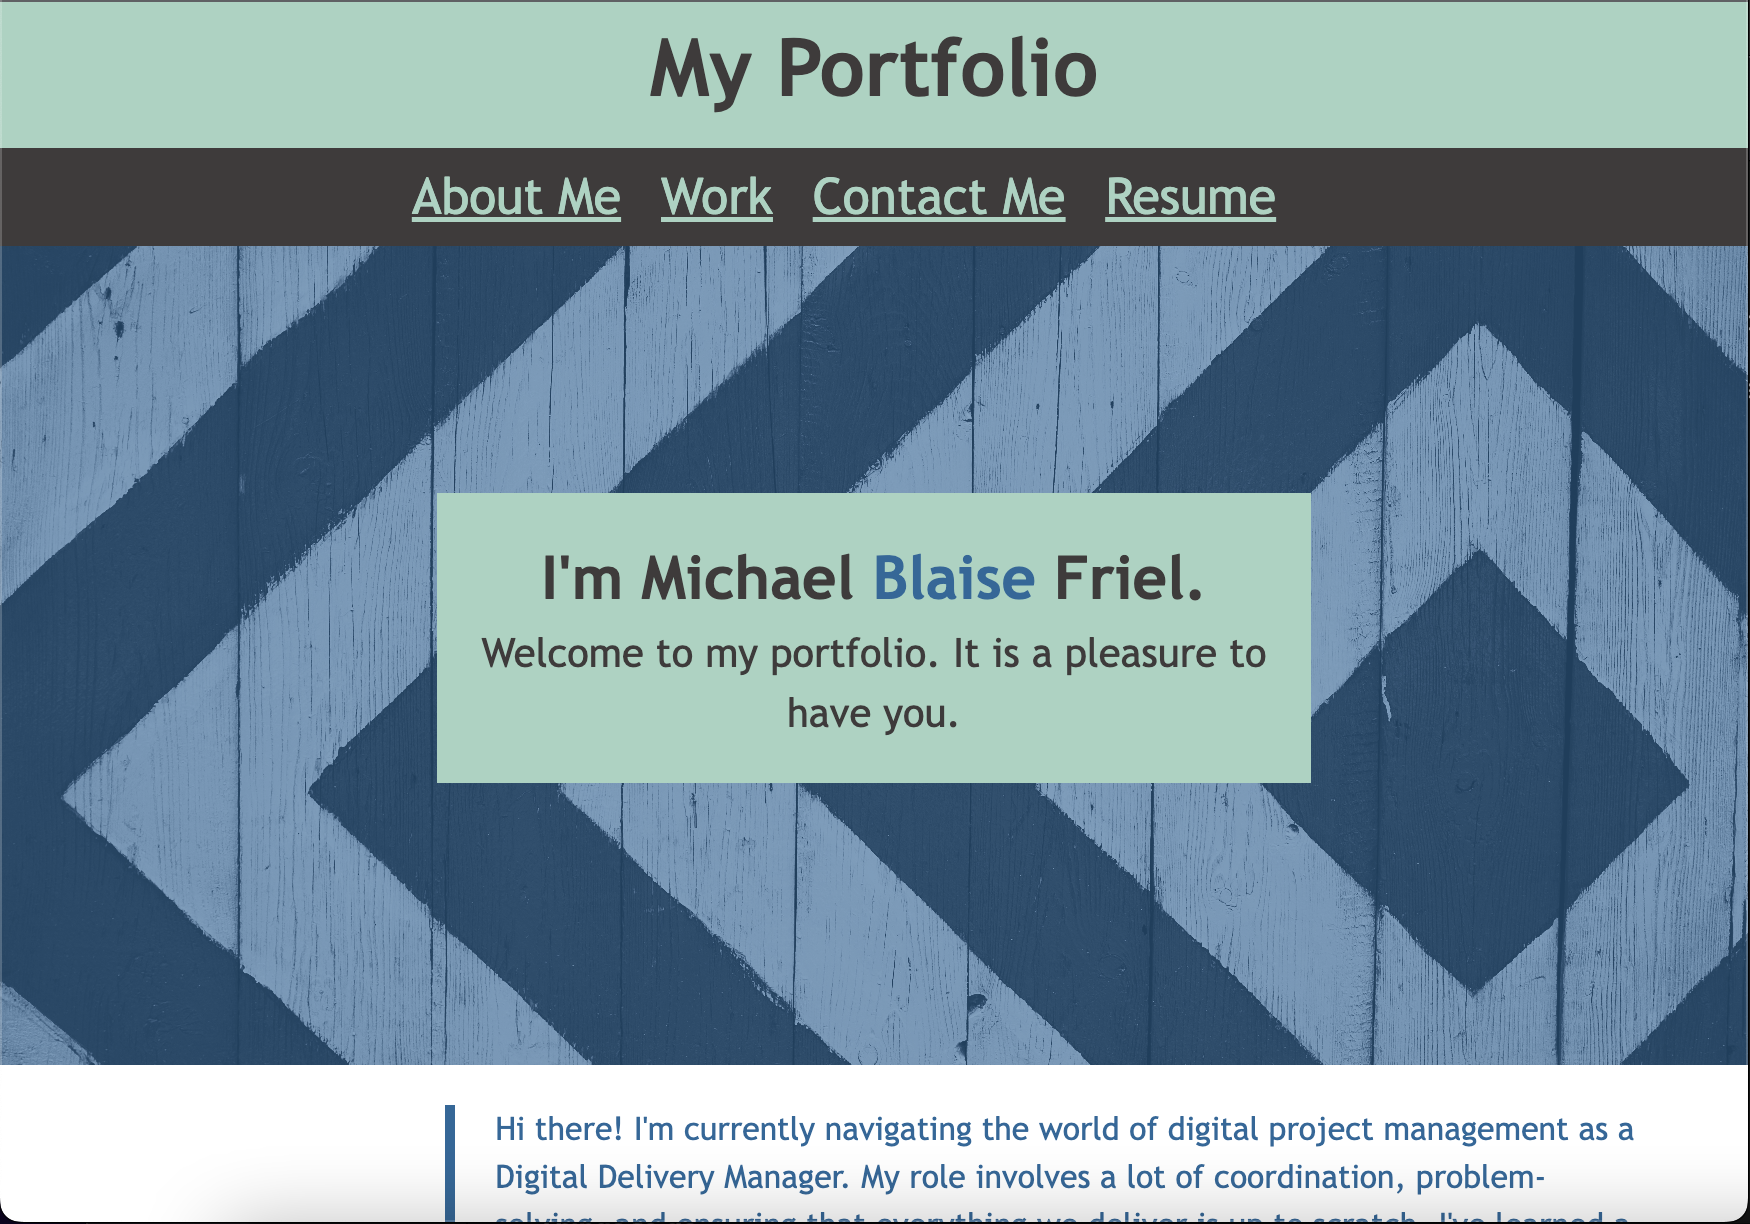 My Portfolio
About Me Work Contact Me Resume
I'm Michael Blaise Friel.
Welcome to my portfolio. It is a pleasure to
have you.
Hi there! I'm currently navigating the world of digital project management as a
Digital Delivery Manager. My role involves a lot of coordination, problem-
solving, and ensuring that everything we deliver is up to scratch. I've learned a